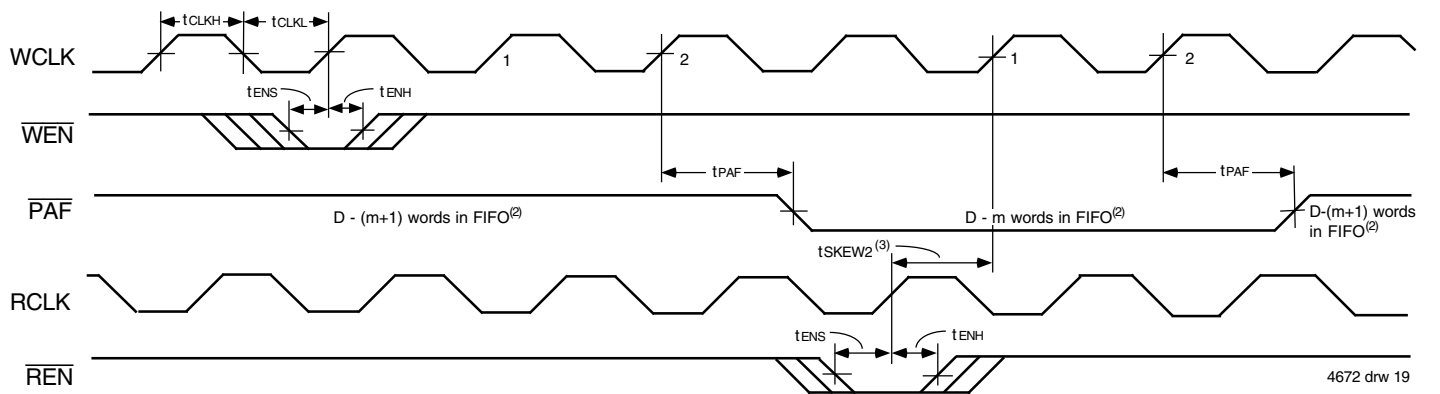 tCLKH
tCLKL
WCLK
1
2
1
2
tENS
tENH
WEN
tPAF
tPAF
PAF
D - (m+1) words in FIFO(2)
D - m words in FIFO(2)
D-(m+1) words
in FIFO(2)
tSKEW2(3)
RCLK
tENS
tENH
REN
4672 drw 19